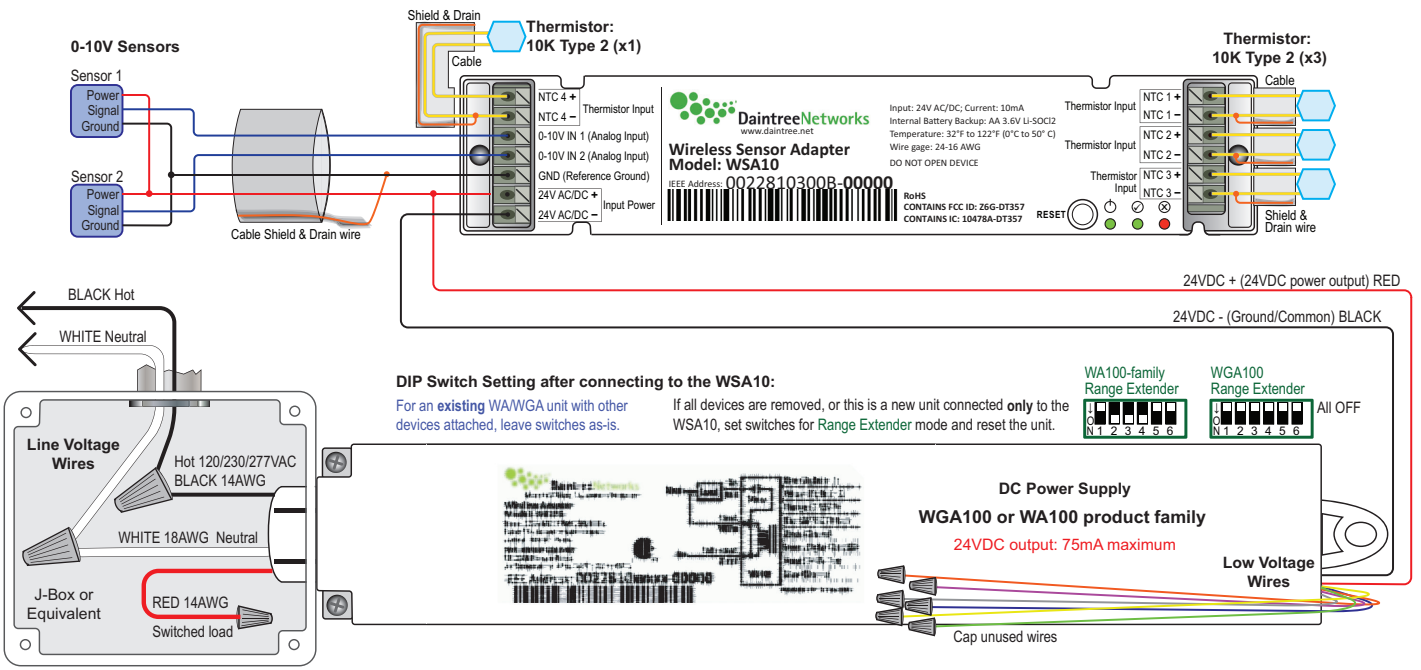 Shield & Drain
Thermistor:
10K Type 2 (x1)
Cable
0-10V Sensors
Sensor 1
Power
Signal
Ground
Sensor 2
Power
Signal
Ground
Cable Shield & Drain wire
NTC 4 +
NTC 4 –
Thermistor Input
0-10V IN 1 (Analog Input)
0-10V IN 2 (Analog Input)
GND (Reference Ground)
24V AC/DC +
24V AC/DC –
Input Power
DaintreeNetworks
www.daintree.net
Wireless Sensor Adapter
Model: WSA10
IEEE Address: 0022810300B-00000
Input: 24V AC/DC; Current: 10mA
Internal Battery Backup: AA 3.6V Li-SOCl2
Temperature: 32°F to 122°F (0°C to 50° C)
Wire gage: 24-16 AWG
DO NOT OPEN DEVICE
RoHS
CONTAINS FCC ID: Z6G-DT357
CONTAINS IC: 10478A-DT357
RESET
Thermistor:
10K Type 2 (x3)
Cable
Thermistor Input
NTC 1 +
NTC 1 –
Thermistor Input
NTC 2 +
NTC 2 –
Thermistor
Input
NTC 3 +
NTC 3 –
Shield &
Drain wire
24VDC + (24VDC power output) RED
24VDC - (Ground/Common) BLACK
BLACK Hot
WHITE Neutral
Line Voltage
Wires
Hot 120/230/277VAC
BLACK 14AWG
WHITE 18AWG Neutral
RED 14AWG
Switched load
J-Box or
Equivalent
DIP Switch Setting after connecting to the WSA10:
For an existing WA/WGA unit with other
devices attached, leave switches as-is.
If all devices are removed, or this is a new unit connected only to the
WSA10, set switches for Range Extender mode and reset the unit.
WA100-family
Range Extender
↓ON 1 2 3 4 5 6
WGA100
Range Extender
↓ON 1 2 3 4 5 6
All OFF
DaintreeNetworks
Wireless Adapter
IEEE Address: 0022810xxxxx-00000
DC Power Supply
WGA100 or WA100 product family
24VDC output: 75mA maximum
Low Voltage
Wires
Cap unused wires